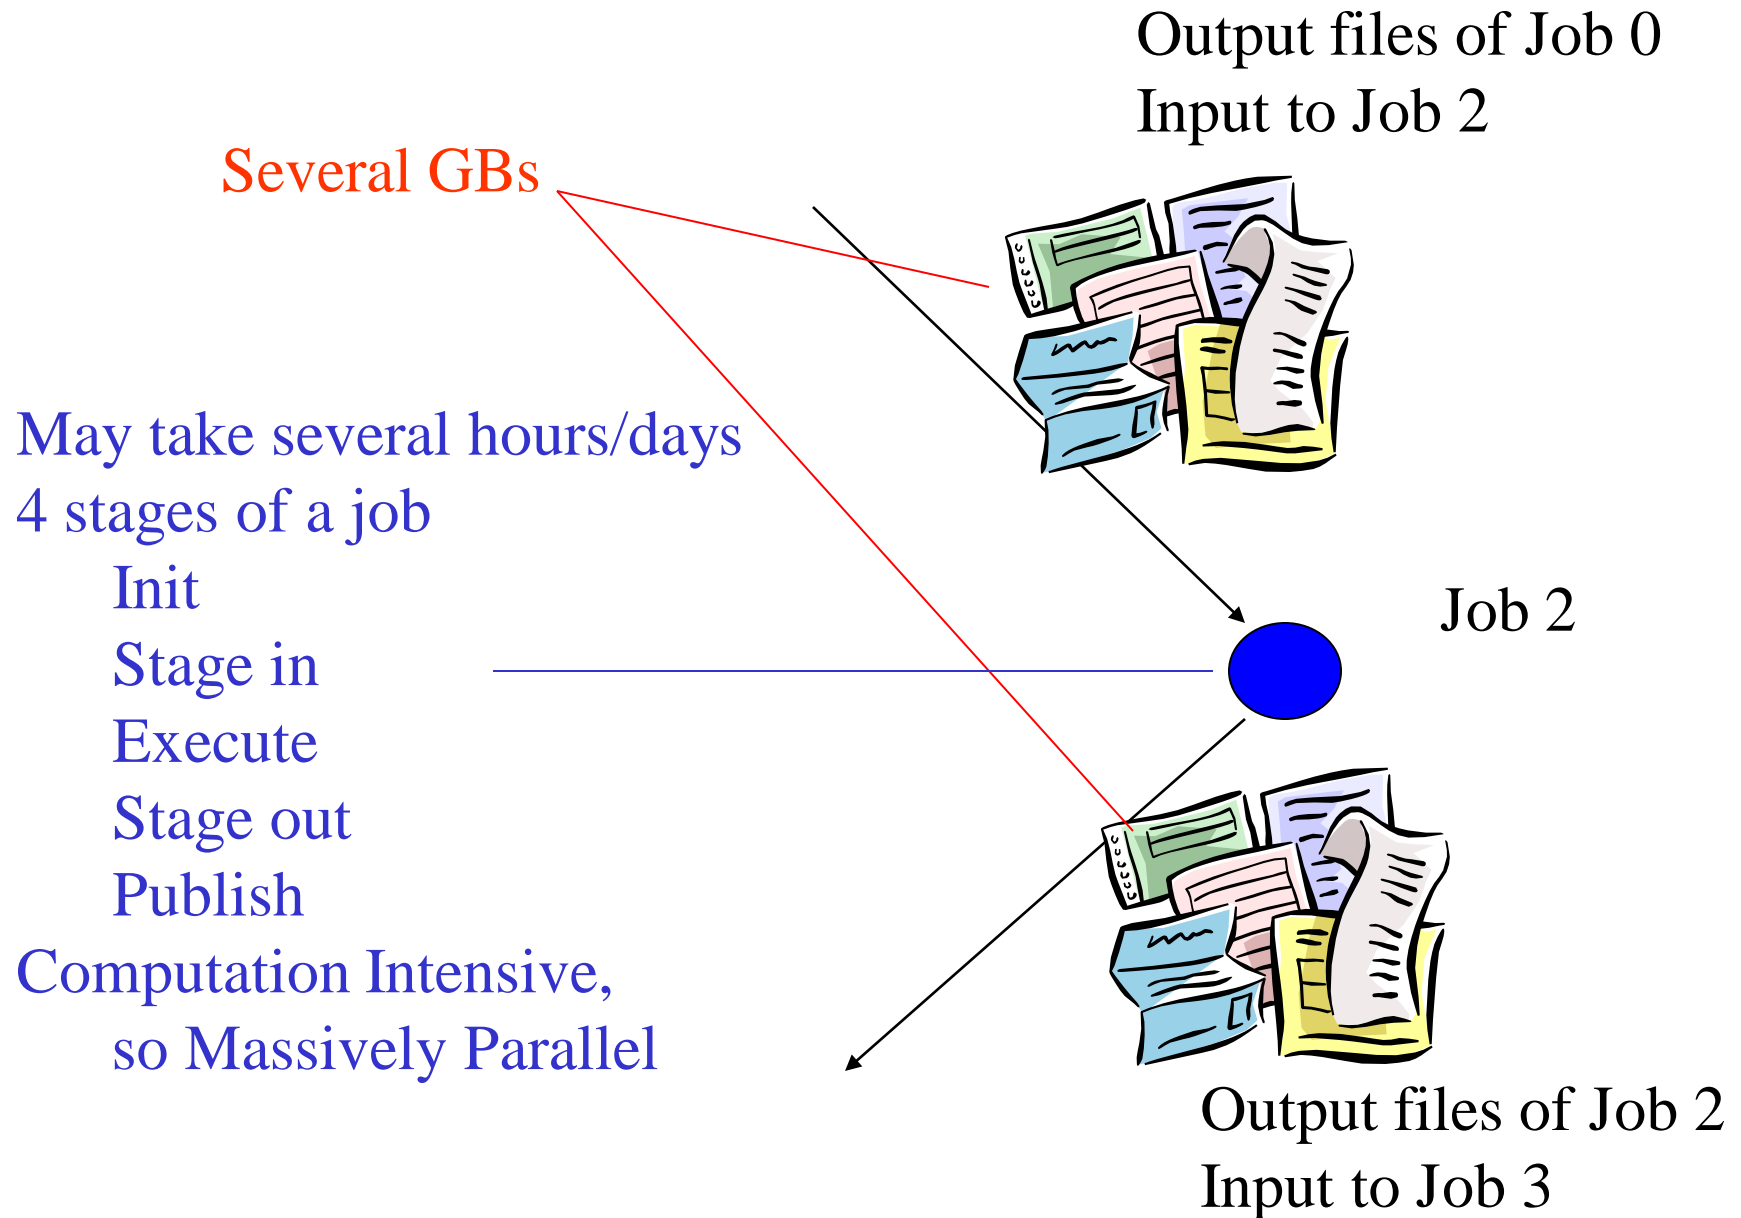 Output files of Job 0
Input to Job 2
Several GBs
May take several hours/days
4 stages of a job
Init
Stage in
Execute
Stage out
Publish
Computation Intensive,
so Massively Parallel
Job 2
Output files of Job 2
Input to Job 3